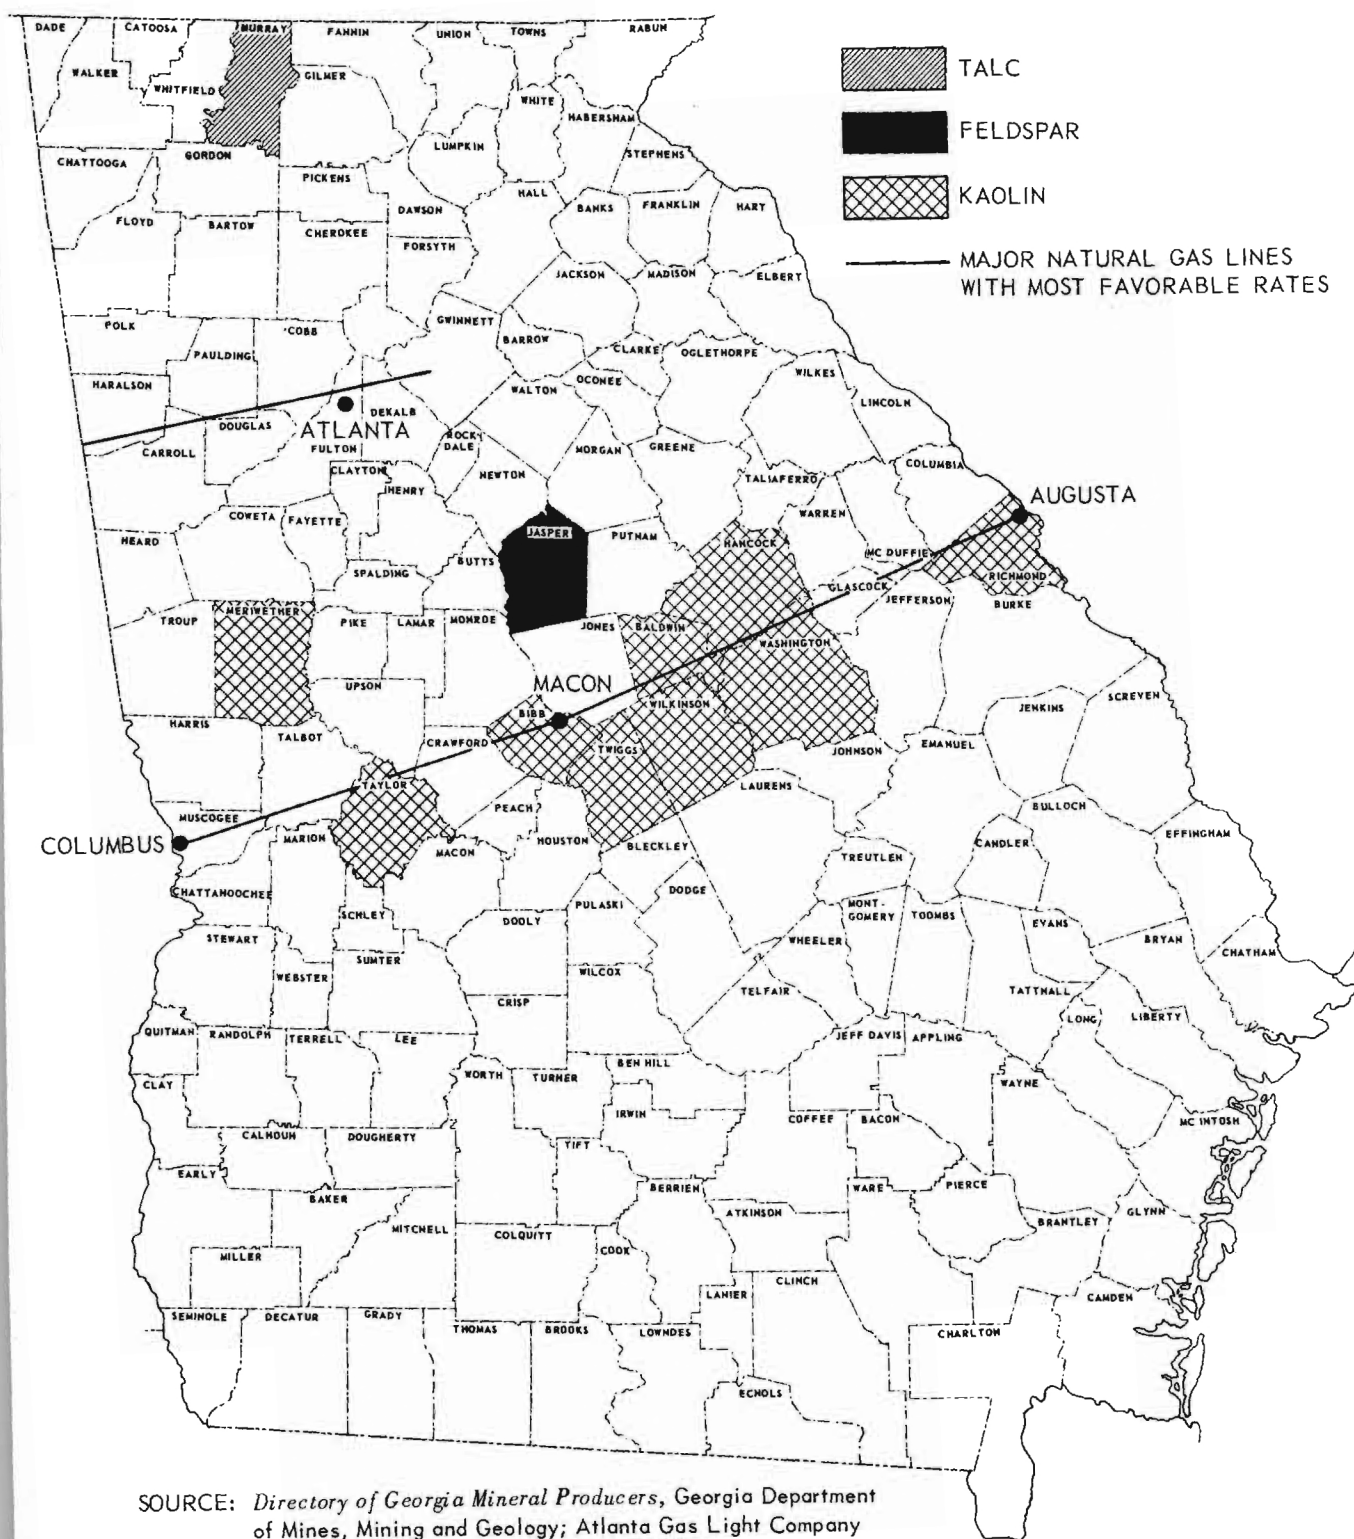 DADE
CATOOSA
MURRAY
FANNIN
UNION
TOWNS
RABUN
WALKER
WHITFIELD
GILMER
WHITE
HABERSHAM
LUMPKIN
STEPHENS
CHATTOOGA
GORDON
PICKENS
HALL
DAWSON
BANKS
FRANKLIN
HART
FLOYD
BARTOW
CHEROKEE
FORSYTH
JACKSON
MADISON
ELBERT
TALC
FELDSPAR
KAOLIN
MAJOR NATURAL GAS LINES
WITH MOST FAVORABLE RATES
POLK
COBB
GWINNETT
BARROW
CLARKE
OGLETHORPE
PAULDING
HARALSON
WALTON
OCONEE
WILKES
LINCOLN
DOUGLAS
DEKALB
ATLANTA
CARROLL
FULTON
ROCK
DALE
MORGAN
GREENE
CLAYTON
HENRY
NEWTON
TALIAFERRO
COLUMBIA
AUGUSTA
COWETA
FAYETTE
WARREN
HEARD
BUTTS
JASPER
PUTNAM
HANCOCK
MC DUFFIE
SPALDING
GLASCOCK
RICHMOND
JEFFERSON
BURKE
MERIWETHER
TROUP
PIKE
LAMAR
MONROE
JONES
BALDWIN
WASHINGTON
UPSON
MACON
WILKINSON
SCREVEN
JENKINS
HARRIS
TALBOT
BIBB
CRAWFORD
TWIGGS
JOHNSON
EMANUEL
TAYLOR
LAURENS
PEACH
BULLOCH
MUSCOGEE
COLUMBUS
MARION
MACON
HOUSTON
BLECKLEY
TREUTLEN
CANDLER
EFFINGHAM
CHATTAHOOCHEE
SCHLEY
DOOLY
PULASKI
DODGE
MONT-
GOMERY
TOOMBS
EVANS
STEWART
WEBSTER
SUMTER
WHEELER
BRYAN
CHATHAM
WILCOX
CRISP
TELFAIR
TATTNALL
LONG
LIBERTY
QUITMAN
RANDOLPH
TERRELL
LEE
JEFF DAVIS
APPLING
BEN HILL
CLAY
WORTH
TURNER
WAYNE
IRWIN
COFFEE
BACON
MC INTOSH
CALHOUN
DOUGHERTY
TIFT
EARLY
BAKER
BERRIEN
WARE
PIERCE
MITCHELL
ATKINSON
BRANTLEY
GLYNN
MILLER
COLQUITT
COOK
LANIER
CLINCH
CAMDEN
SEMINOLE
DECATUR
GRADY
THOMAS
BROOKS
LOWNDES
CHARLTON
ECHOLS
SOURCE: Directory of Georgia Mineral Producers, Georgia Department
of Mines, Mining and Geology; Atlanta Gas Light Company